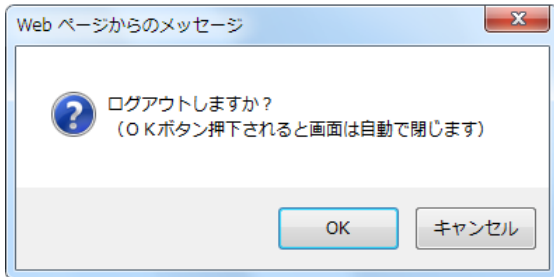 Web ページからのメッセージ
ログアウトしますか？
（ＯＫボタン押下されると画面は自動で閉じます）
OK
キャンセル